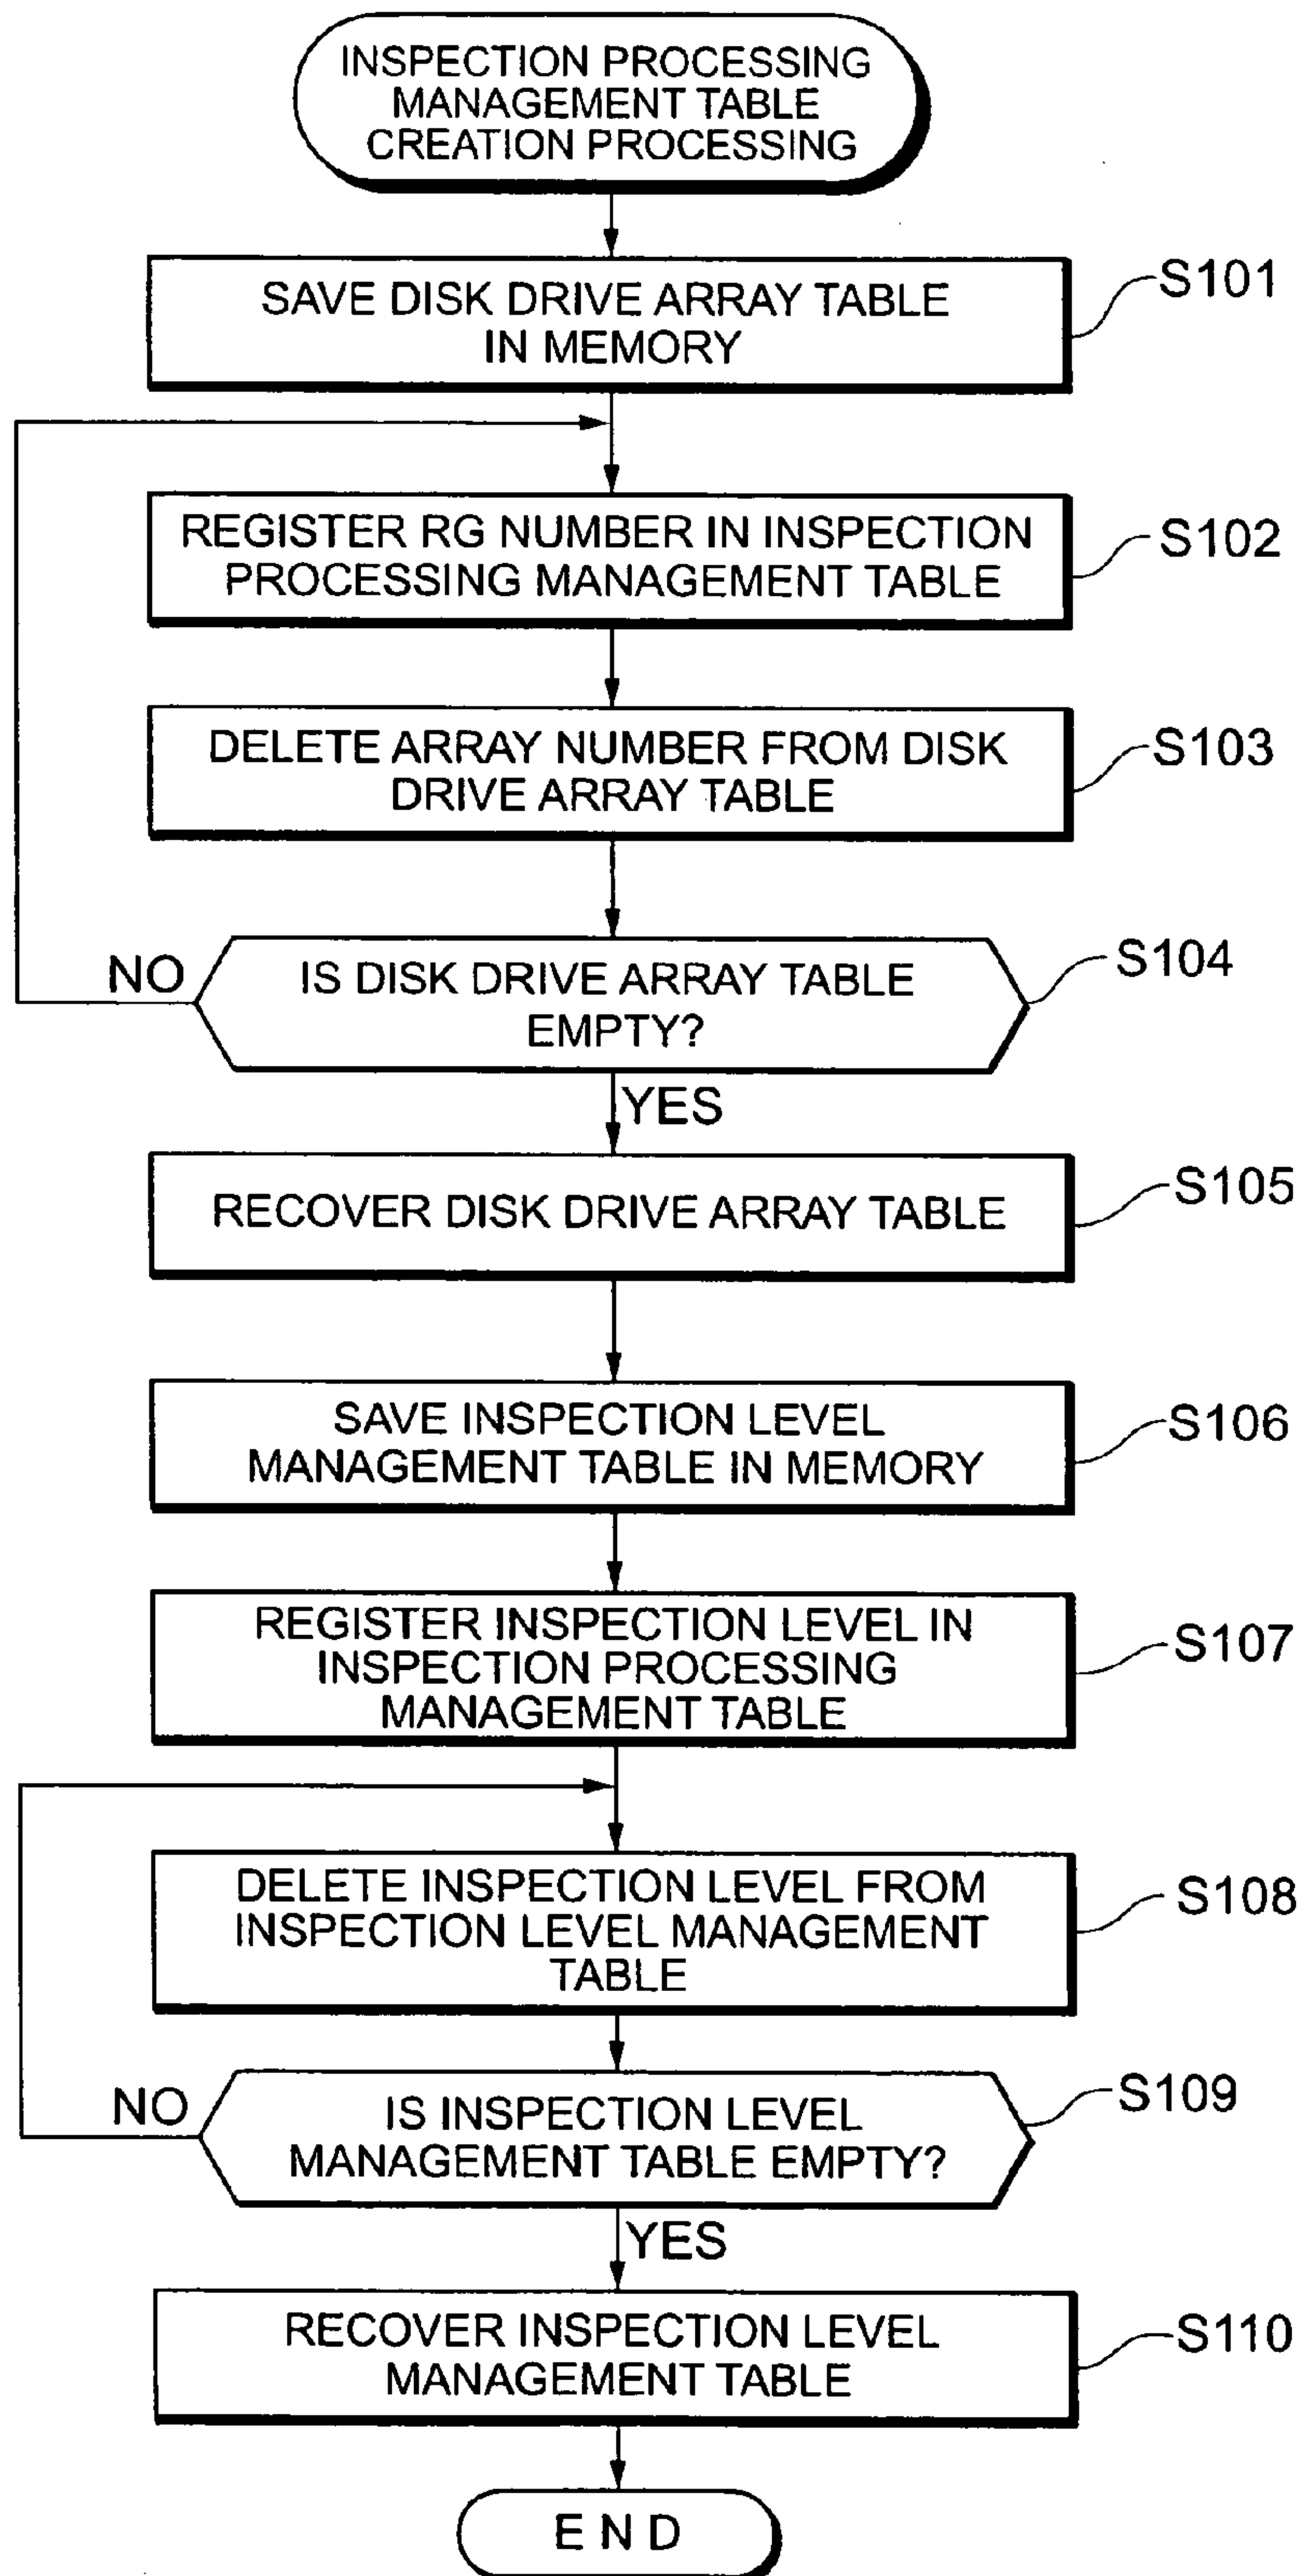 INSPECTION PROCESSING
MANAGEMENT TABLE
CREATION PROCESSING
SAVE DISK DRIVE ARRAY TABLE
IN MEMORY
S101
REGISTER RG NUMBER IN INSPECTION
PROCESSING MANAGEMENT TABLE
S102
DELETE ARRAY NUMBER FROM DISK
DRIVE ARRAY TABLE
S103
NO
IS DISK DRIVE ARRAY TABLE
EMPTY?
S104
YES
RECOVER DISK DRIVE ARRAY TABLE
S105
SAVE INSPECTION LEVEL
MANAGEMENT TABLE IN MEMORY
S106
REGISTER INSPECTION LEVEL IN
INSPECTION PROCESSING
MANAGEMENT TABLE
S107
DELETE INSPECTION LEVEL FROM
INSPECTION LEVEL MANAGEMENT
TABLE
S108
NO
IS INSPECTION LEVEL
MANAGEMENT TABLE EMPTY?
S109
YES
RECOVER INSPECTION LEVEL
MANAGEMENT TABLE
S110
END